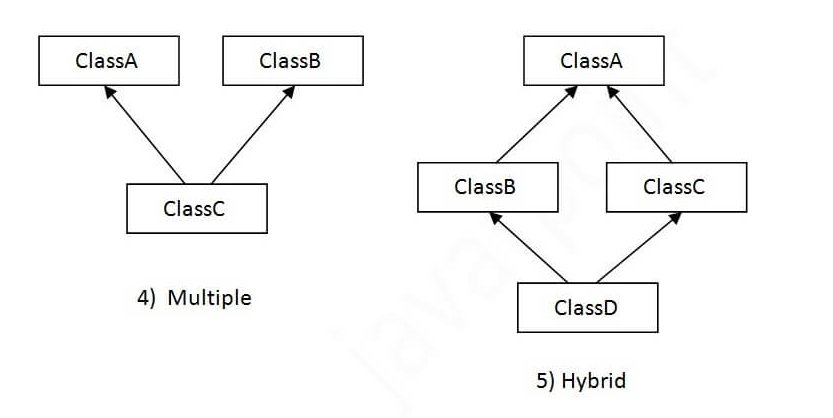 ClassA
ClassB
ClassC
4) Multiple
ClassA
ClassB
ClassC
ClassD
5) Hybrid